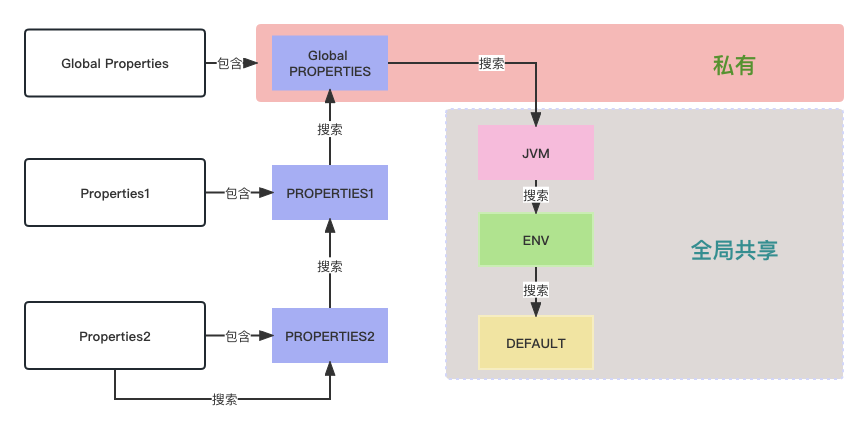 Global Properties
包含
Global
PROPERTIES
搜索
私有
搜索
JVM
Properties1
包含
PROPERTIES1
搜索
ENV
全局共享
搜索
搜索
Properties2
包含
PROPERTIES2
DEFAULT
搜索